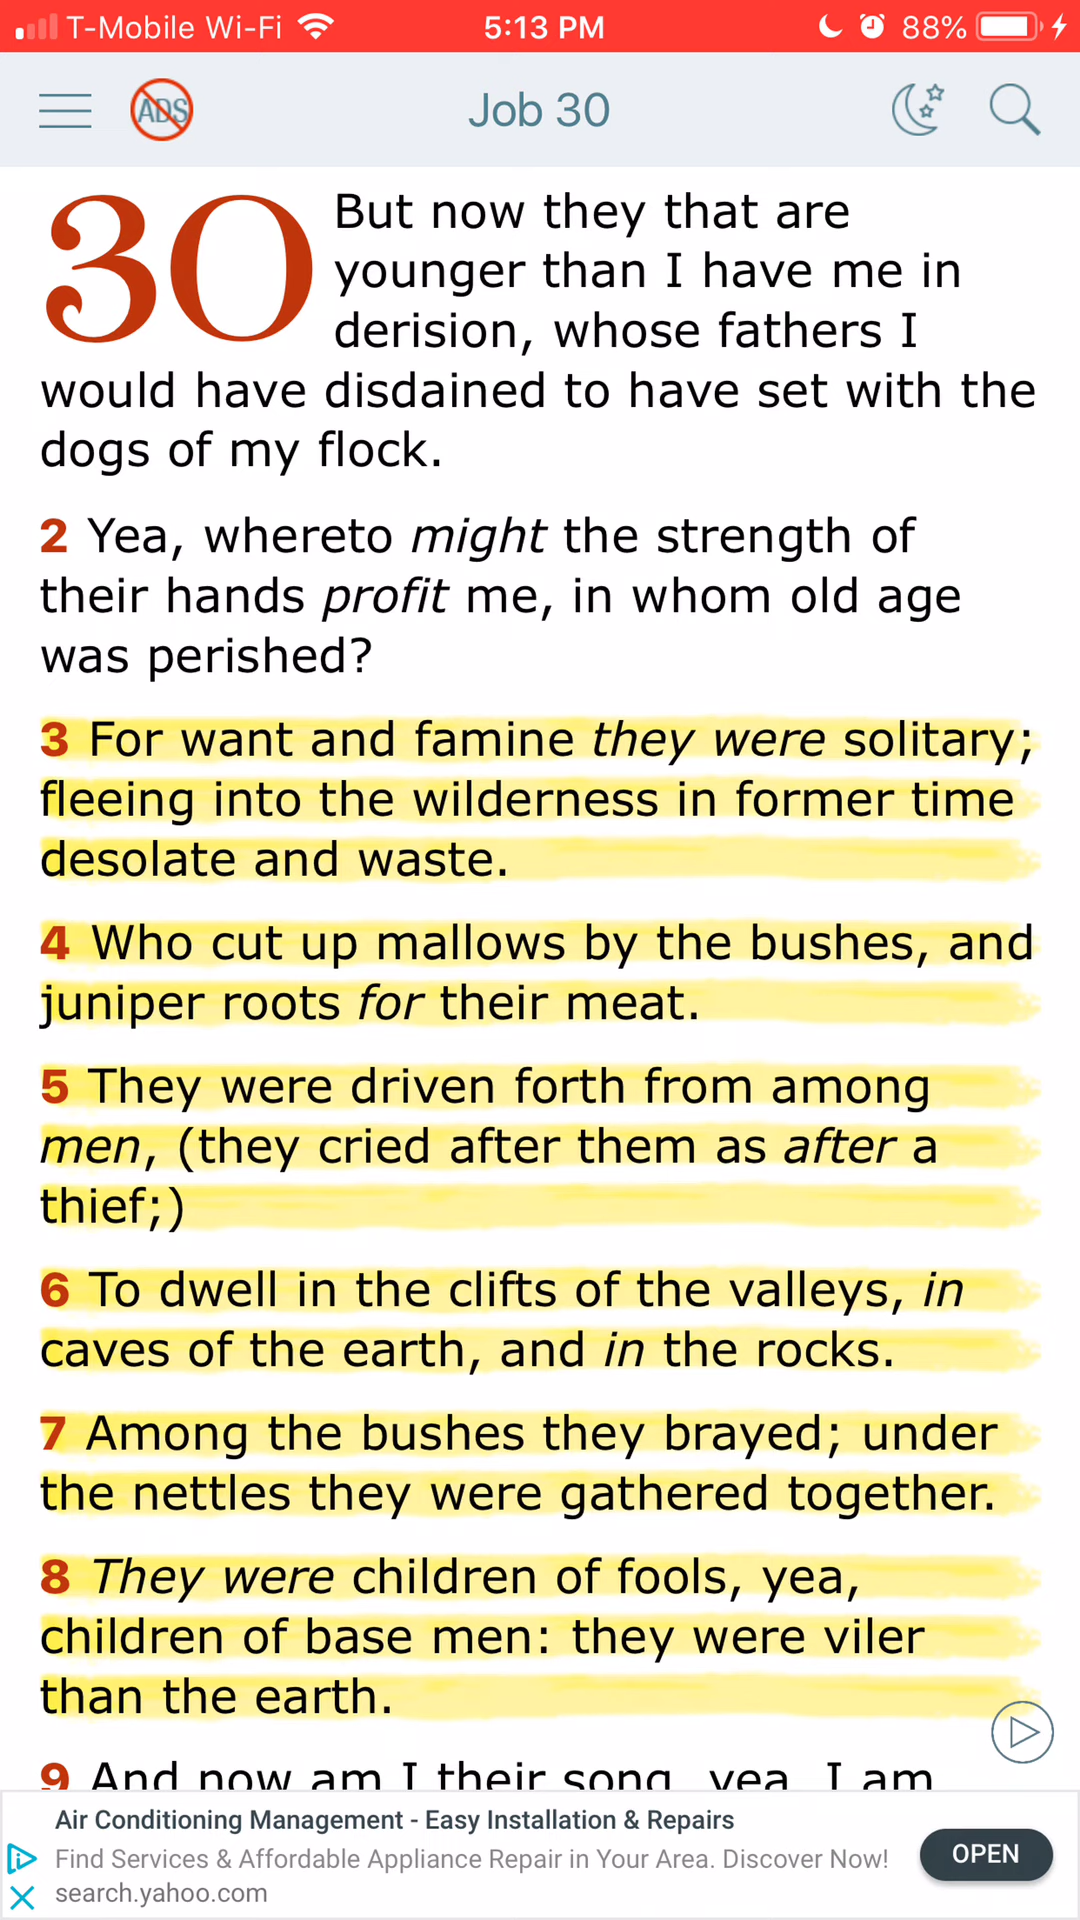 T-Mobile Wi-Fi 5:13 PM 88%
ADS Job 30
30 But now they that are
younger than I have me in
derision, whose fathers I
would have disdained to have set with the
dogs of my flock.
2 Yea, whereto might the strength of
their hands profit me, in whom old age
was perished?
3 For want and famine they were solitary;
fleeing into the wilderness in former time
desolate and waste.
4 Who cut up mallows by the bushes, and
juniper roots for their meat.
5 They were driven forth from among
men, (they cried after them as after a
thief;)
6 To dwell in the clifts of the valleys, in
caves of the earth, and in the rocks.
7 Among the bushes they brayed; under
the nettles they were gathered together.
8 They were children of fools, yea,
children of base men: they were viler
than the earth.
9 And now am I their song, yea, I am
Air Conditioning Management - Easy Installation & Repairs
Find Services & Affordable Appliance Repair in Your Area. Discover Now!
search.yahoo.com
OPEN